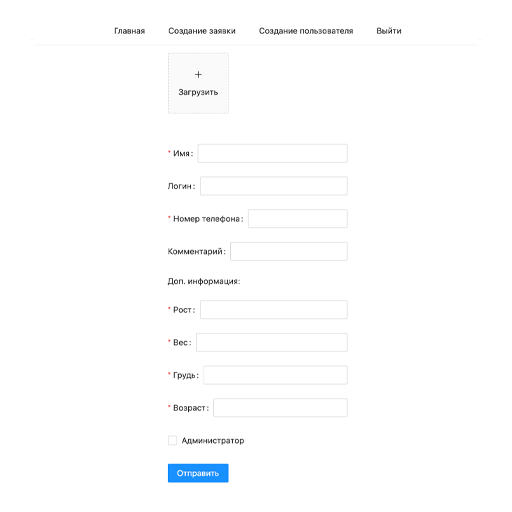 Главная Создание заявки Создание пользователя Выйти
+
Загрузить
* Имя:
Логин:
* Номер телефона:
Комментарий:
Доп. информация:
* Рост:
* Вес:
* Грудь:
* Возраст:
Администратор
Отправить